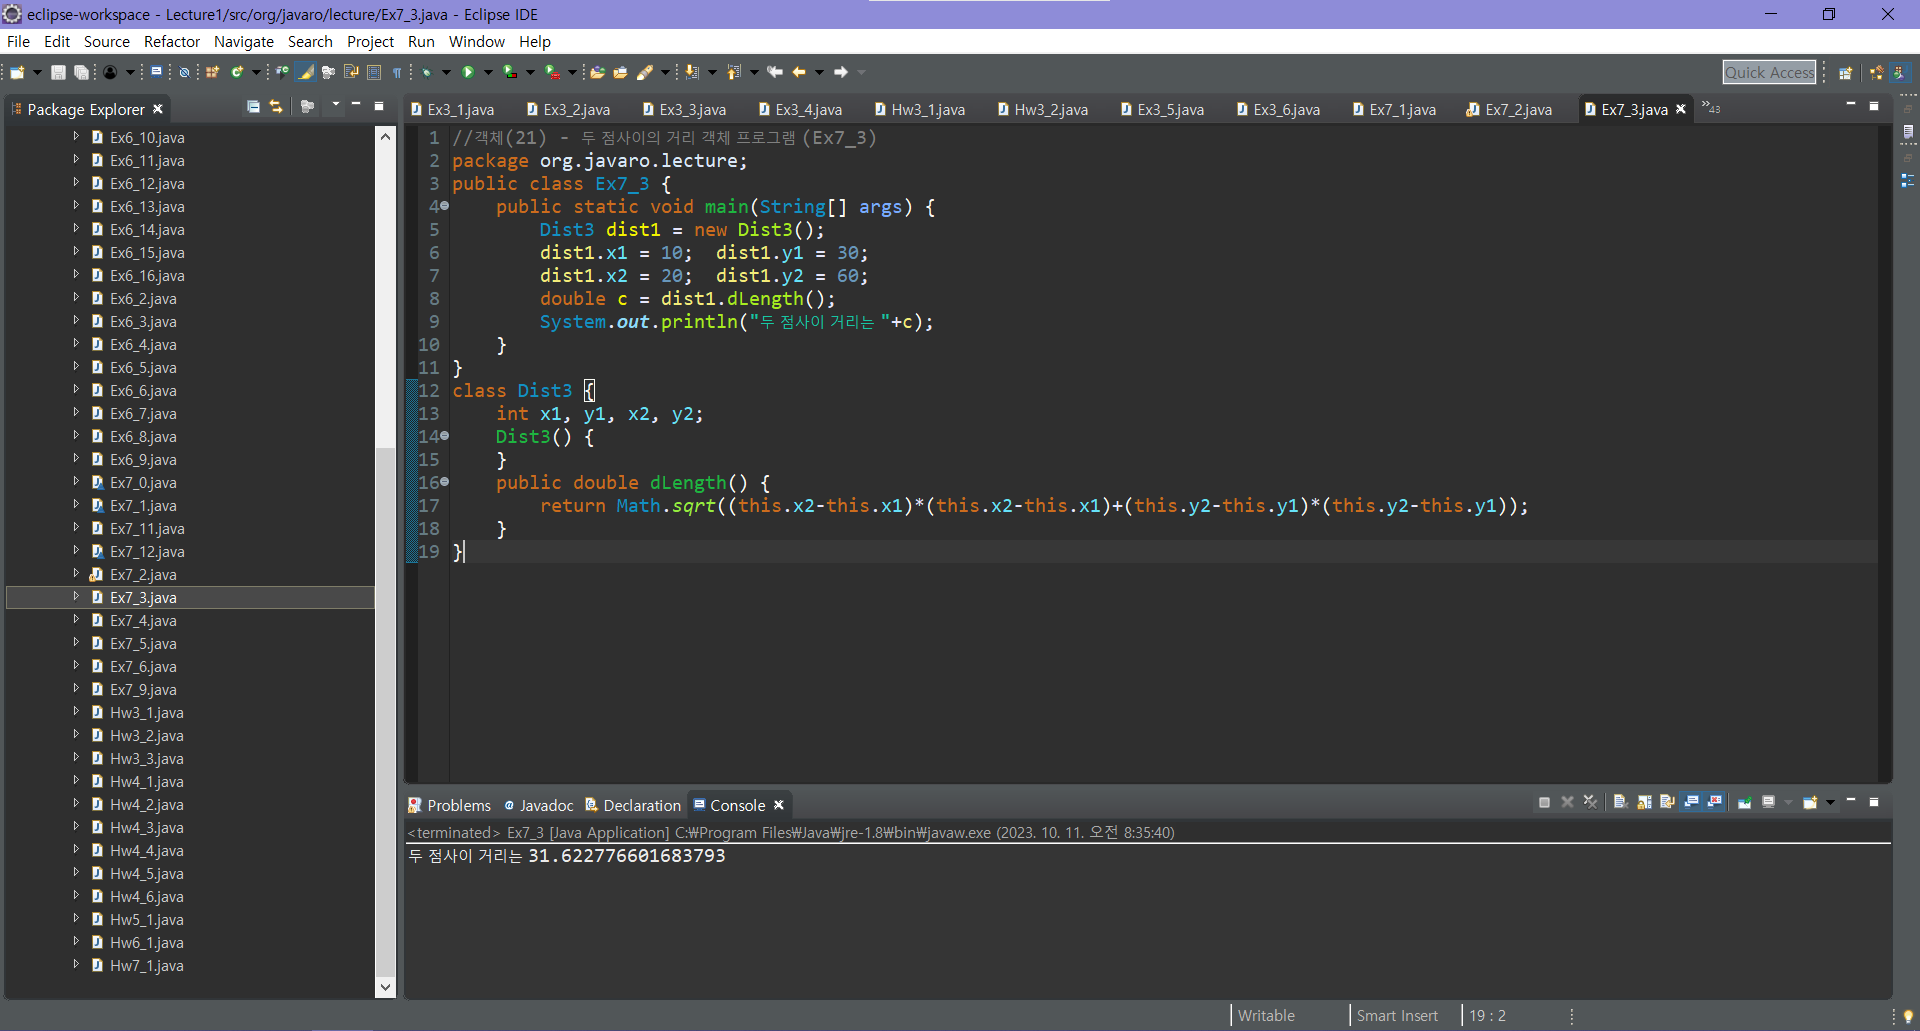 eclipse-workspace - Lecture1/src/org/javaro/lecture/Ex7_3.java - Eclipse IDE
File Edit Source Refactor Navigate Search Project Run Window Help
Quick Access
Package Explorer
Ex6_10.java
Ex6_11.java
Ex6_12.java
Ex6_13.java
Ex6_14.java
Ex6_15.java
Ex6_16.java
Ex6_2.java
Ex6_3.java
Ex6_4.java
Ex6_5.java
Ex6_6.java
Ex6_7.java
Ex6_8.java
Ex6_9.java
Ex7_0.java
Ex7_1.java
Ex7_11.java
Ex7_12.java
Ex7_2.java
Ex7_3.java
Ex7_4.java
Ex7_5.java
Ex7_6.java
Ex7_9.java
Hw3_1.java
Hw3_2.java
Hw3_3.java
Hw4_1.java
Hw4_2.java
Hw4_3.java
Hw4_4.java
Hw4_5.java
Hw4_6.java
Hw5_1.java
Hw6_1.java
Hw7_1.java
Ex3_1.java Ex3_2.java Ex3_3.java Ex3_4.java Hw3_1.java Hw3_2.java Ex3_5.java Ex3_6.java Ex7_1.java Ex7_2.java Ex7_3.java »43
1 //객체(21) - 두 점사이의 거리 객체 프로그램 (Ex7_3)
2 package org.javaro.lecture;
3 public class Ex7_3 {
4     public static void main(String[] args) {
5         Dist3 dist1 = new Dist3();
6         dist1.x1 = 10;  dist1.y1 = 30;
7         dist1.x2 = 20;  dist1.y2 = 60;
8         double c = dist1.dLength();
9         System.out.println("두 점사이 거리는 "+c);
10     }
11 }
12 class Dist3 {
13     int x1, y1, x2, y2;
14     Dist3() {
15     }
16     public double dLength() {
17         return Math.sqrt((this.x2-this.x1)*(this.x2-this.x1)+(this.y2-this.y1)*(this.y2-this.y1));
18     }
19 }
Problems Javadoc Declaration Console
<terminated> Ex7_3 [Java Application] C:₩Program Files₩Java₩jre-1.8₩bin₩javaw.exe (2023. 10. 11. 오전 8:35:40)
두 점사이 거리는 31.622776601683793
Writable Smart Insert 19 : 2